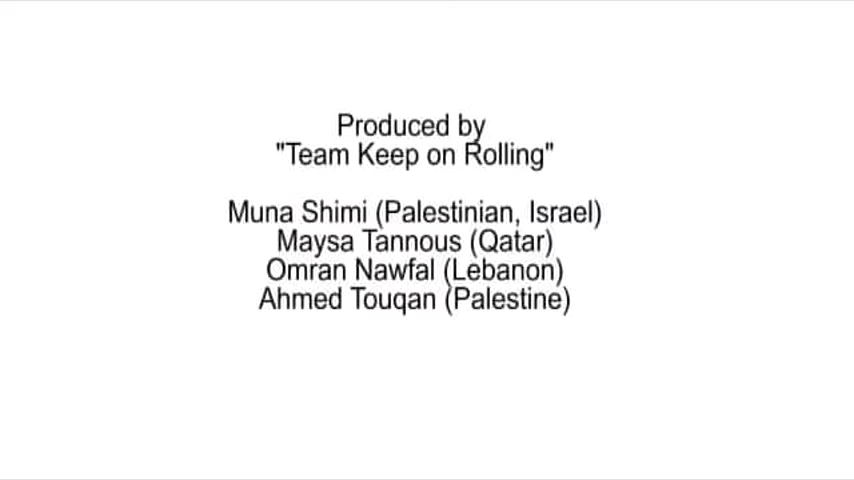 Produced by
"Team Keep on Rolling"
Muna Shimi (Palestinian, Israel)
Maysa Tannous (Qatar)
Omran Nawfal (Lebanon)
Ahmed Touqan (Palestine)